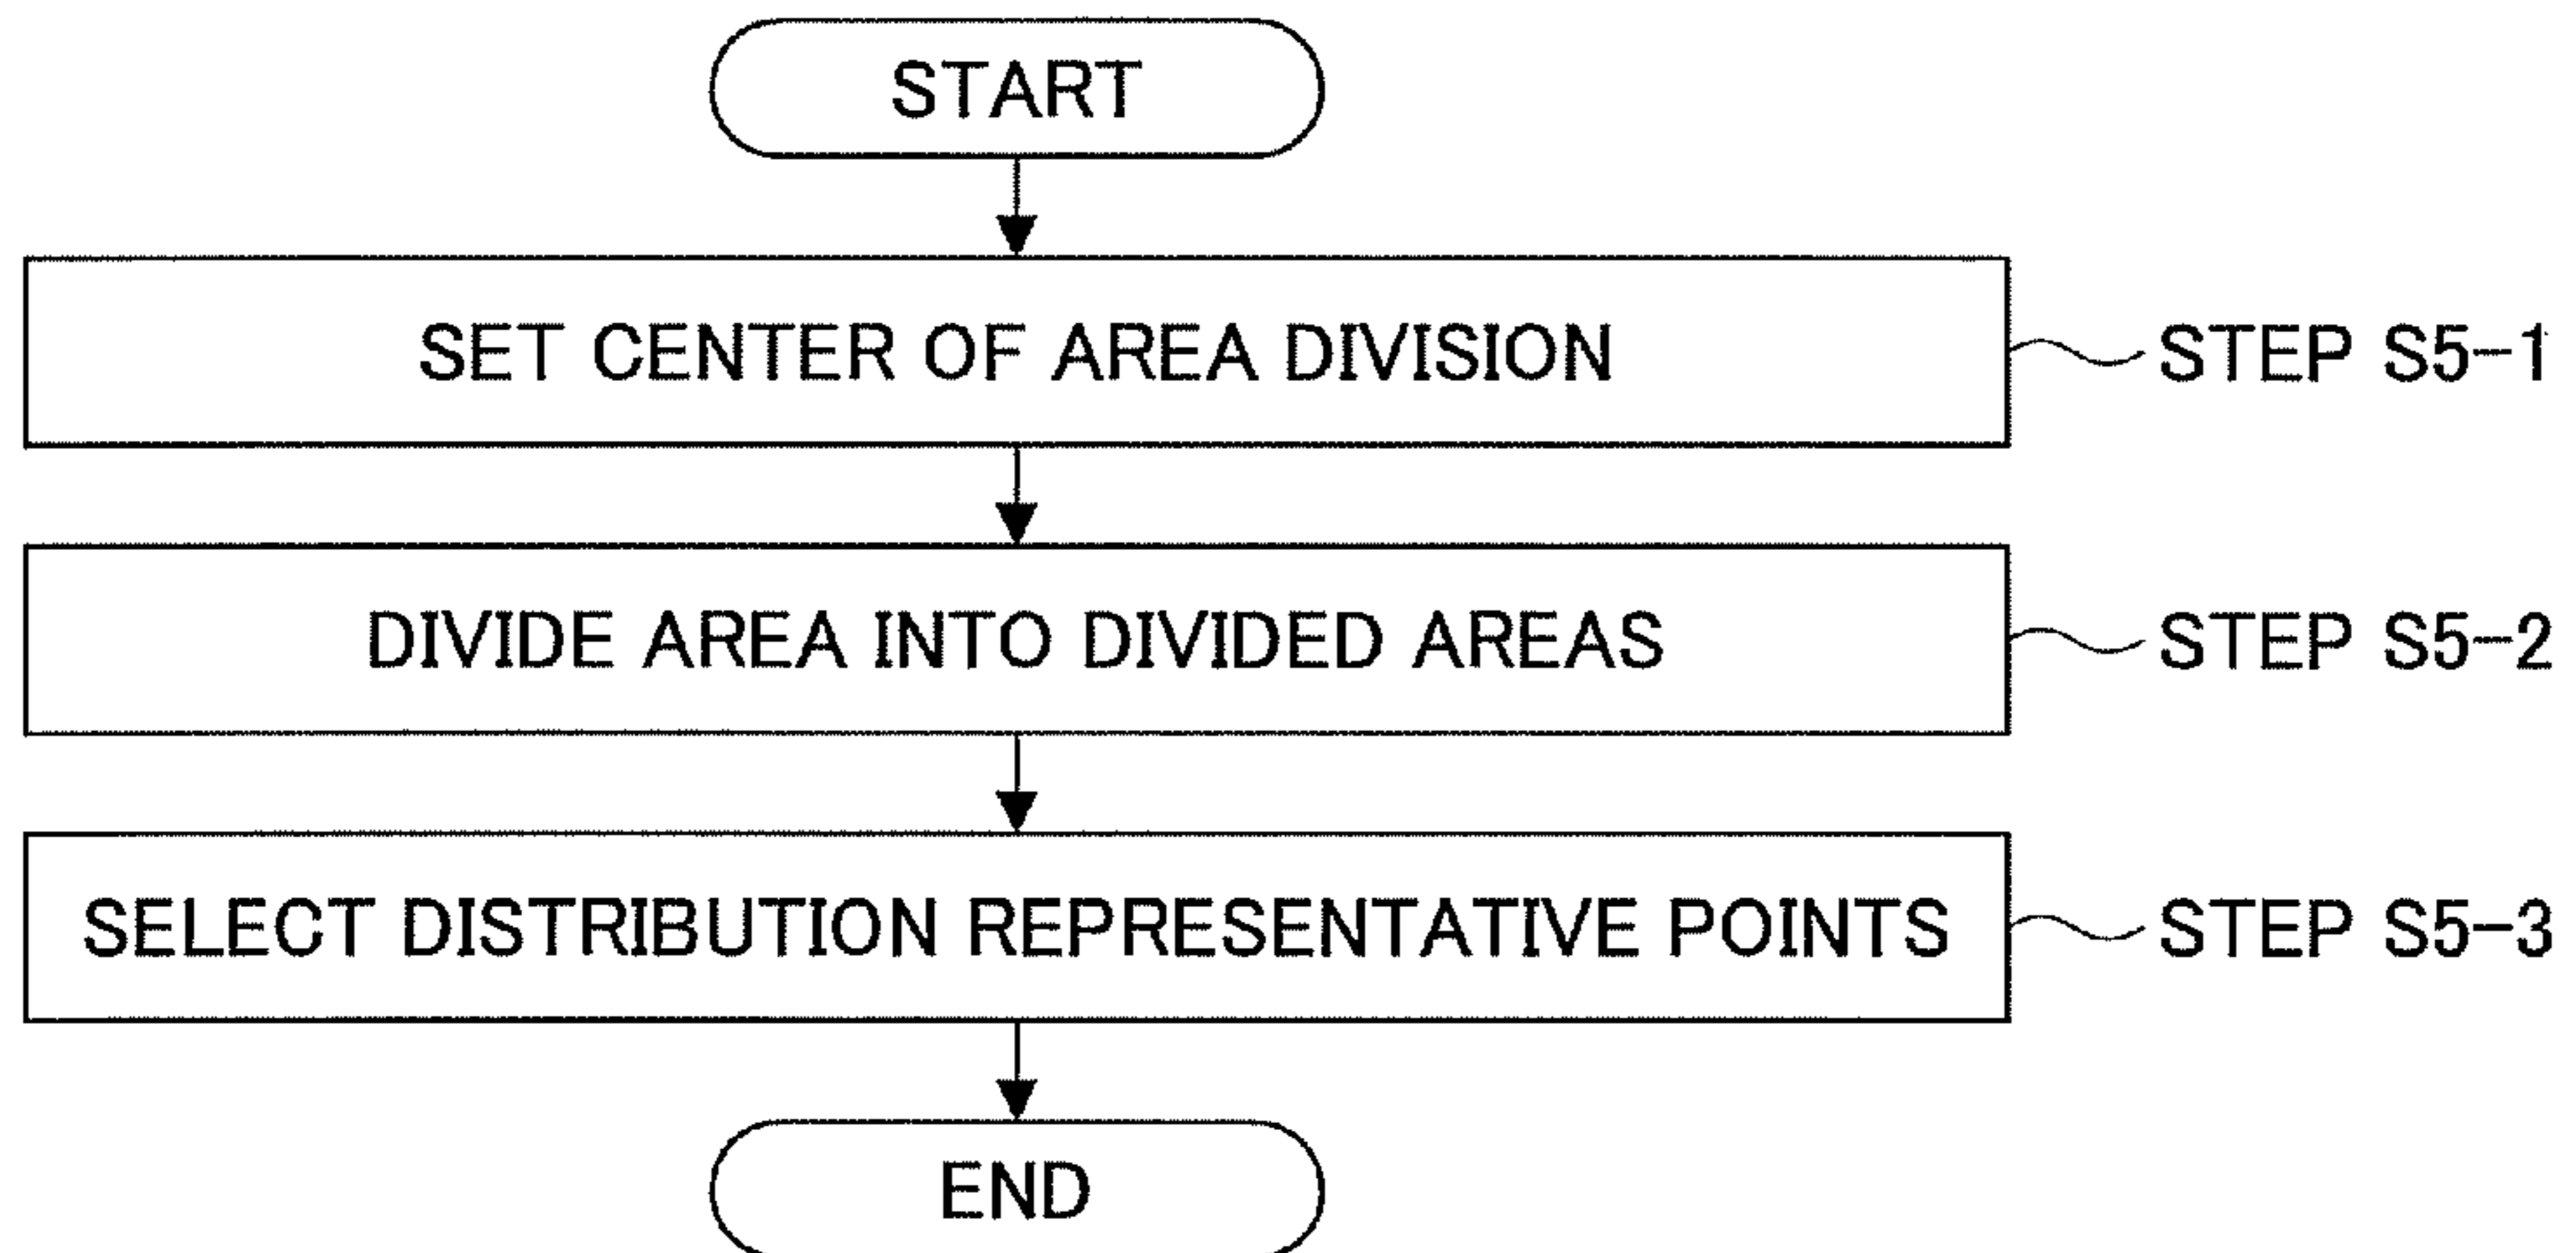 START
SET CENTER OF AREA DIVISION
STEP S5-1
DIVIDE AREA INTO DIVIDED AREAS
STEP S5-2
SELECT DISTRIBUTION REPRESENTATIVE POINTS
STEP S5-3
END